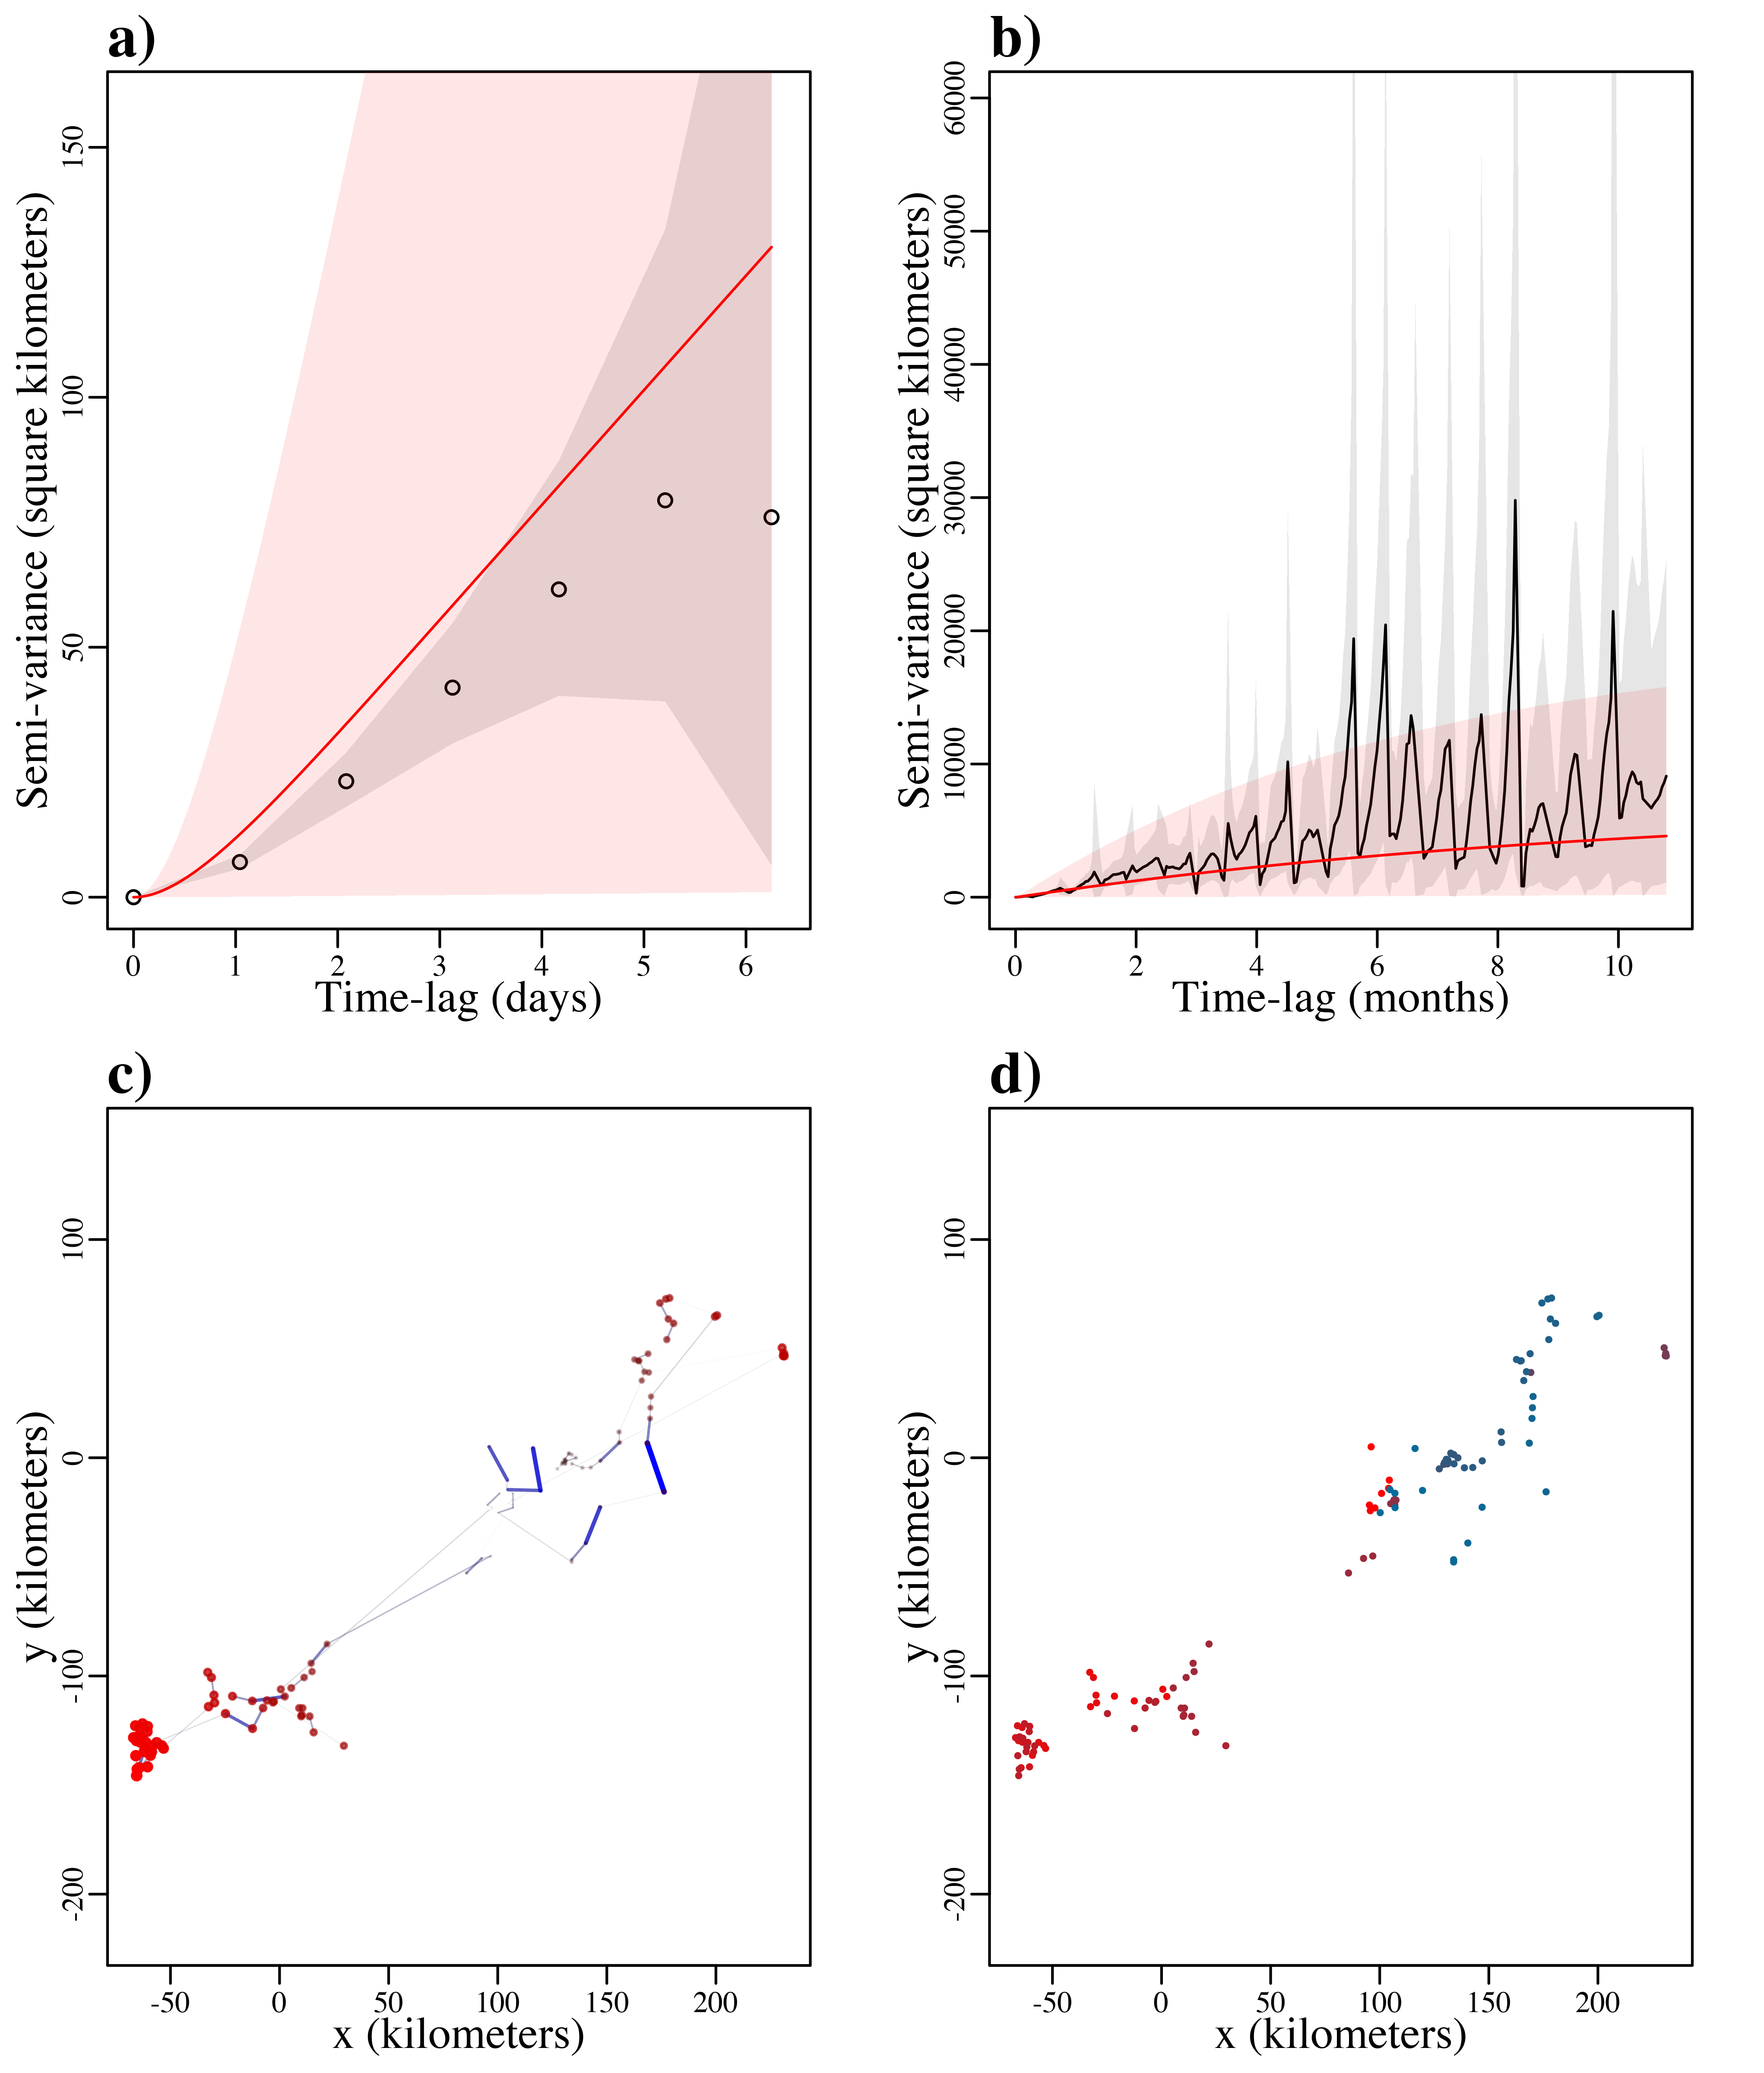 a)
Semi-variance (square kilometers)
0 50 100 150
0 1 2 3 4 5 6
Time-lag (days)
b)
Semi-variance (square kilometers)
0 10000 20000 30000 40000 50000 60000
0 2 4 6 8 10
Time-lag (months)
c)
y (kilometers)
-200 -100 0 100
-50 0 50 100 150 200
x (kilometers)
d)
y (kilometers)
-200 -100 0 100
-50 0 50 100 150 200
x (kilometers)